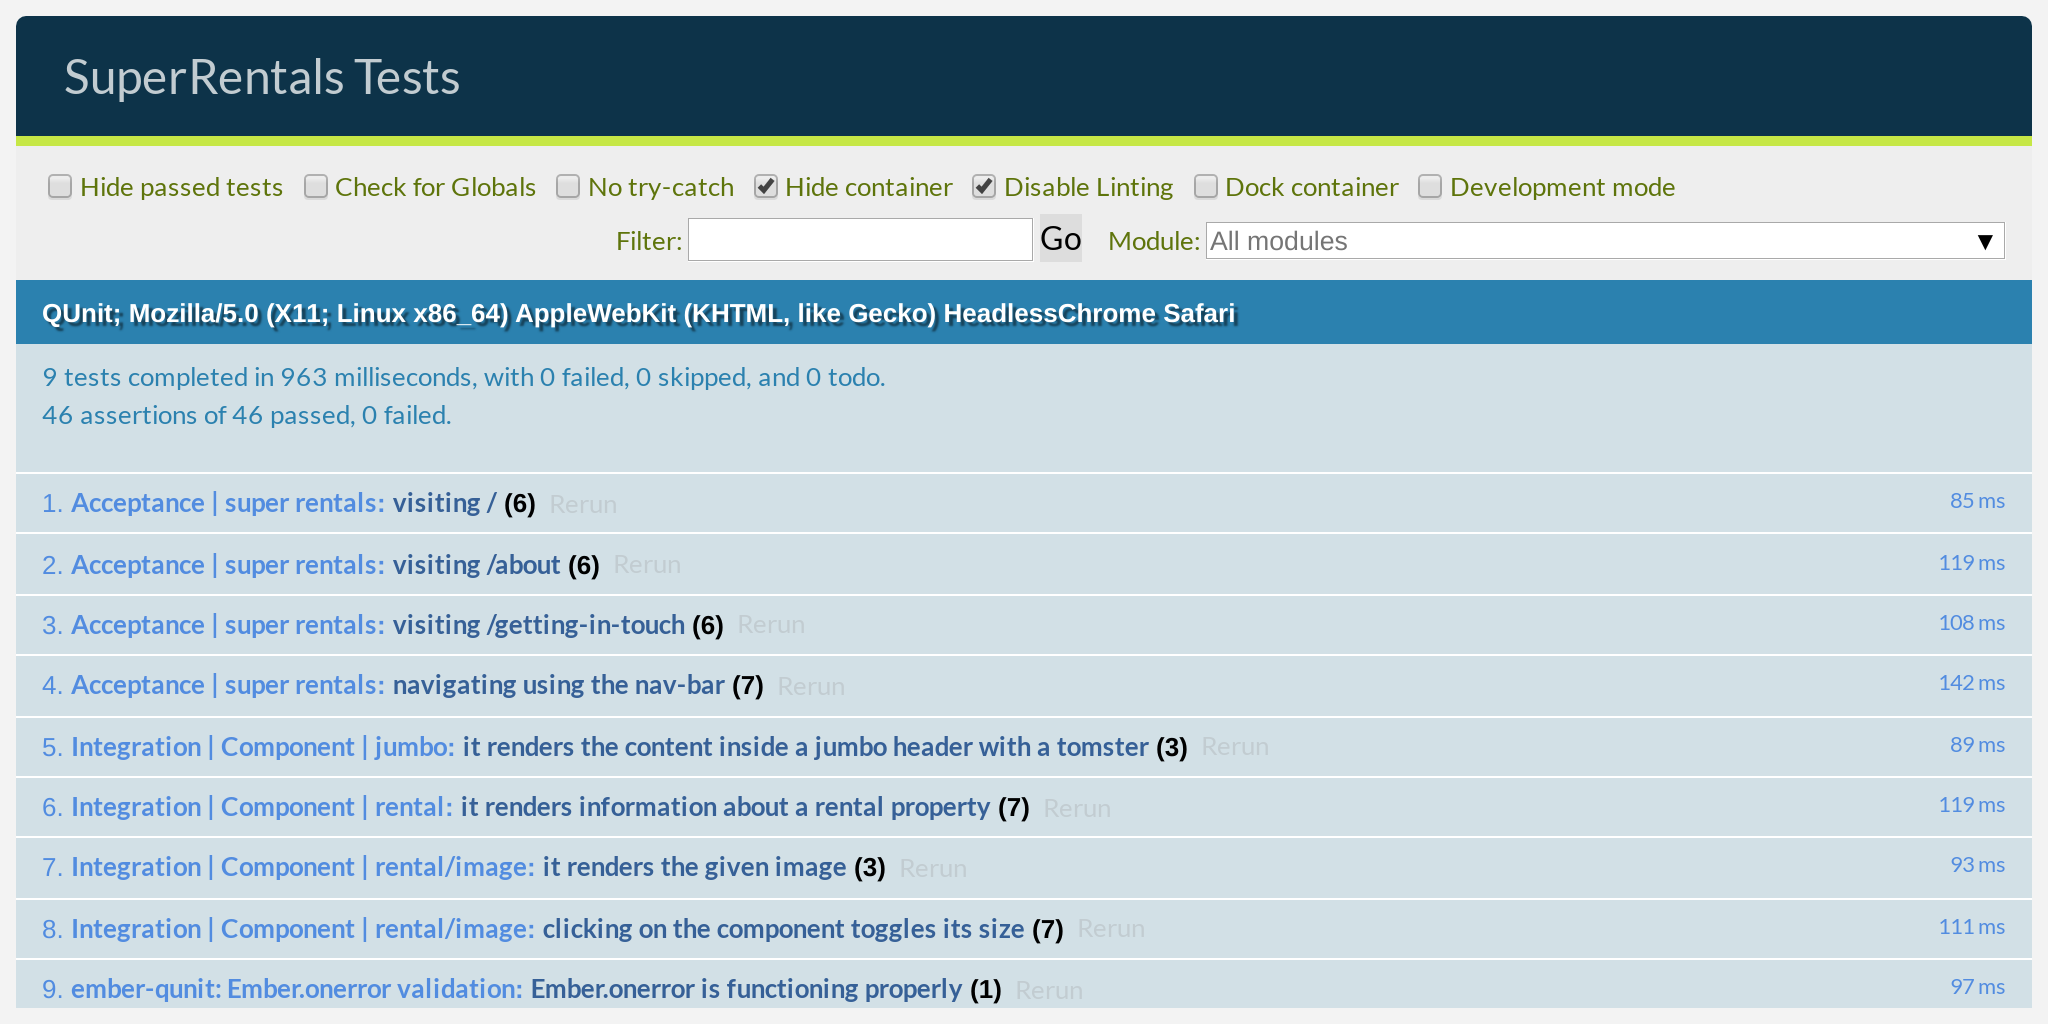 SuperRentals Tests
Hide passed tests Check for Globals No try-catch Hide container Disable Linting Dock container Development mode
Filter: Go Module: All modules ▼
QUnit; Mozilla/5.0 (X11; Linux x86_64) AppleWebKit (KHTML, like Gecko) HeadlessChrome Safari
9 tests completed in 963 milliseconds, with 0 failed, 0 skipped, and 0 todo.
46 assertions of 46 passed, 0 failed.
1. Acceptance | super rentals: visiting / (6) Rerun 85 ms
2. Acceptance | super rentals: visiting /about (6) Rerun 119 ms
3. Acceptance | super rentals: visiting /getting-in-touch (6) Rerun 108 ms
4. Acceptance | super rentals: navigating using the nav-bar (7) Rerun 142 ms
5. Integration | Component | jumbo: it renders the content inside a jumbo header with a tomster (3) Rerun 89 ms
6. Integration | Component | rental: it renders information about a rental property (7) Rerun 119 ms
7. Integration | Component | rental/image: it renders the given image (3) Rerun 93 ms
8. Integration | Component | rental/image: clicking on the component toggles its size (7) Rerun 111 ms
9. ember-qunit: Ember.onerror validation: Ember.onerror is functioning properly (1) Rerun 97 ms